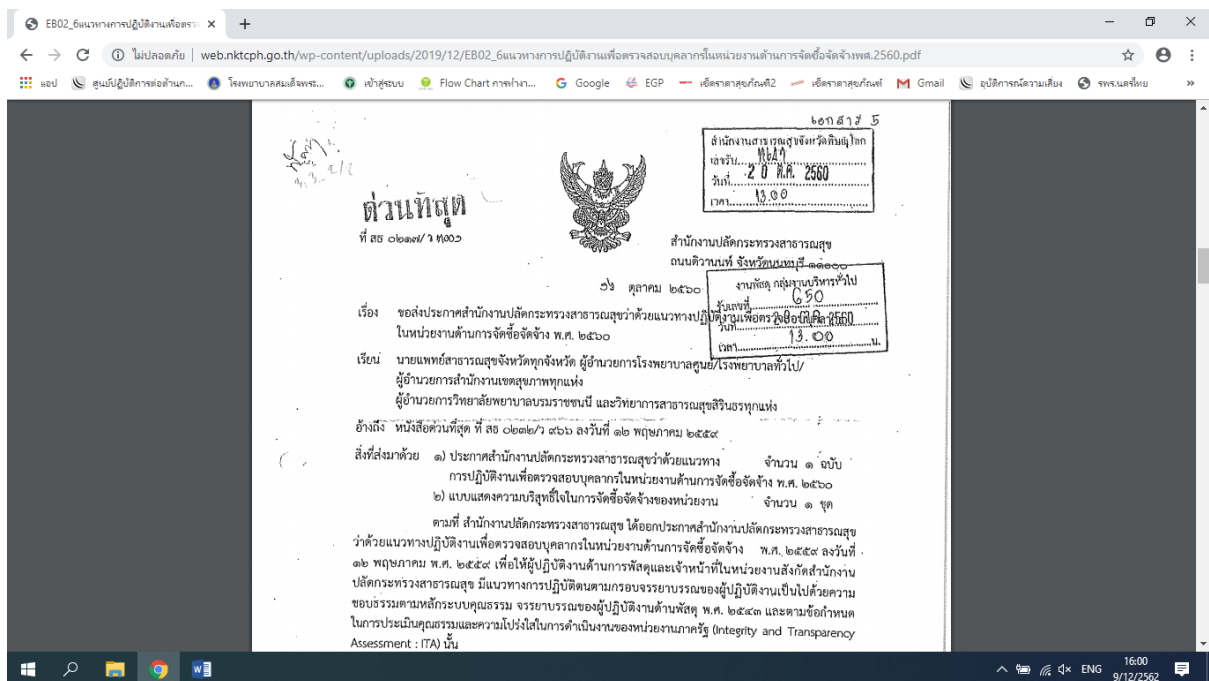 EB02_6แนวทางการปฏิบัติงานเพื่อตรวจ
ไม่ปลอดภัย | web.nktcph.go.th/wp-content/uploads/2019/12/EB02_6แนวทางการปฏิบัติงานเพื่อตรวจสอบบุคลากรในหน่วยงานด้านการจัดซื้อจัดจ้างพศ.2560.pdf
แอป ศูนย์ปฏิบัติการต่อต้านก... โรงพยาบาลสมเด็จพระ... เข้าสู่ระบบ Flow Chart การทำงา... Google EGP เช็คราคาสุขภัณฑ์2 เช็คราคาสุขภัณฑ์ Gmail อุบัติการณ์ความเสี่ยง รพร.นครไทย »
เอกสาร 5
สำนักงานสาธารณสุขจังหวัดพิษณุโลก
เลขรับ
วันที่ 20 ต.ค. 2560
เวลา 13.00
ด่วนที่สุด
ที่ สธ ๐๒๑๗/ว
สำนักงานปลัดกระทรวงสาธารณสุข
ถนนติวานนท์ จังหวัดนนทบุรี ๑๑๐๐๐
งานพัสดุ กลุ่มงานบริหารทั่วไป
รับเลขที่ 650
วันที่ 2560
เวลา 13.00 น.
ตุลาคม ๒๕๖๐
เรื่อง ขอส่งประกาศสำนักงานปลัดกระทรวงสาธารณสุขว่าด้วยแนวทางปฏิบัติงานเพื่อตรวจสอบบุคลากร
ในหน่วยงานด้านการจัดซื้อจัดจ้าง พ.ศ. ๒๕๖๐
เรียน นายแพทย์สาธารณสุขจังหวัดทุกจังหวัด ผู้อำนวยการโรงพยาบาลศูนย์/โรงพยาบาลทั่วไป/
ผู้อำนวยการสำนักงานเขตสุขภาพทุกแห่ง
ผู้อำนวยการวิทยาลัยพยาบาลบรมราชชนนี และวิทยาการสาธารณสุขสิรินธรทุกแห่ง
อ้างถึง หนังสือด่วนที่สุด ที่ สธ ๐๒๓๒/ว ๙๖๖ ลงวันที่ ๑๒ พฤษภาคม ๒๕๕๙
สิ่งที่ส่งมาด้วย ๑) ประกาศสำนักงานปลัดกระทรวงสาธารณสุขว่าด้วยแนวทาง จำนวน ๑ ฉบับ
การปฏิบัติงานเพื่อตรวจสอบบุคลากรในหน่วยงานด้านการจัดซื้อจัดจ้าง พ.ศ. ๒๕๖๐
๒) แบบแสดงความบริสุทธิ์ใจในการจัดซื้อจัดจ้างของหน่วยงาน จำนวน ๑ ชุด
ตามที่ สำนักงานปลัดกระทรวงสาธารณสุข ได้ออกประกาศสำนักงานปลัดกระทรวงสาธารณสุข
ว่าด้วยแนวทางปฏิบัติงานเพื่อตรวจสอบบุคลากรในหน่วยงานด้านการจัดซื้อจัดจ้าง พ.ศ. ๒๕๕๙ ลงวันที่
๑๒ พฤษภาคม พ.ศ. ๒๕๕๙ เพื่อให้ผู้ปฏิบัติงานด้านการพัสดุและเจ้าหน้าที่ในหน่วยงานสังกัดสำนักงาน
ปลัดกระทรวงสาธารณสุข มีแนวทางการปฏิบัติตนตามกรอบจรรยาบรรณของผู้ปฏิบัติงานเป็นไปด้วยความ
ชอบธรรมตามหลักระบบคุณธรรม จรรยาบรรณของผู้ปฏิบัติงานด้านพัสดุ พ.ศ. ๒๕๔๓ และตามข้อกำหนด
ในการประเมินคุณธรรมและความโปร่งใสในการดำเนินงานของหน่วยงานภาครัฐ (Integrity and Transparency
Assessment : ITA) นั้น
ENG
16:00
9/12/2562